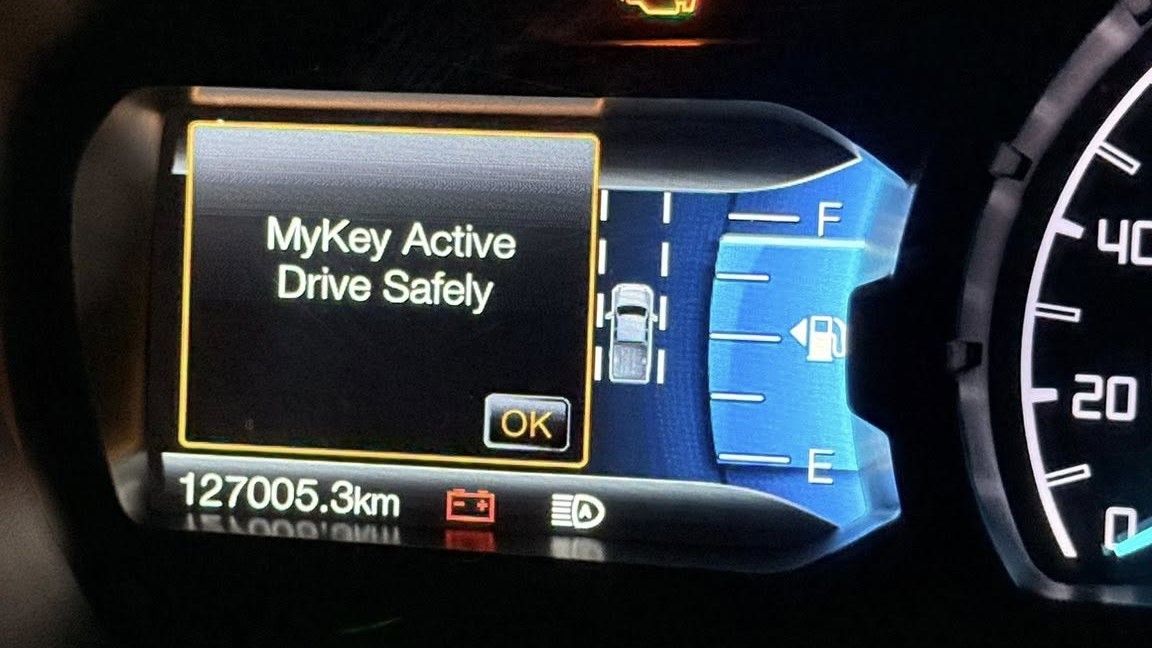 MyKey Active
Drive Safely
OK
127005.3km
A
F
E
40
20
0